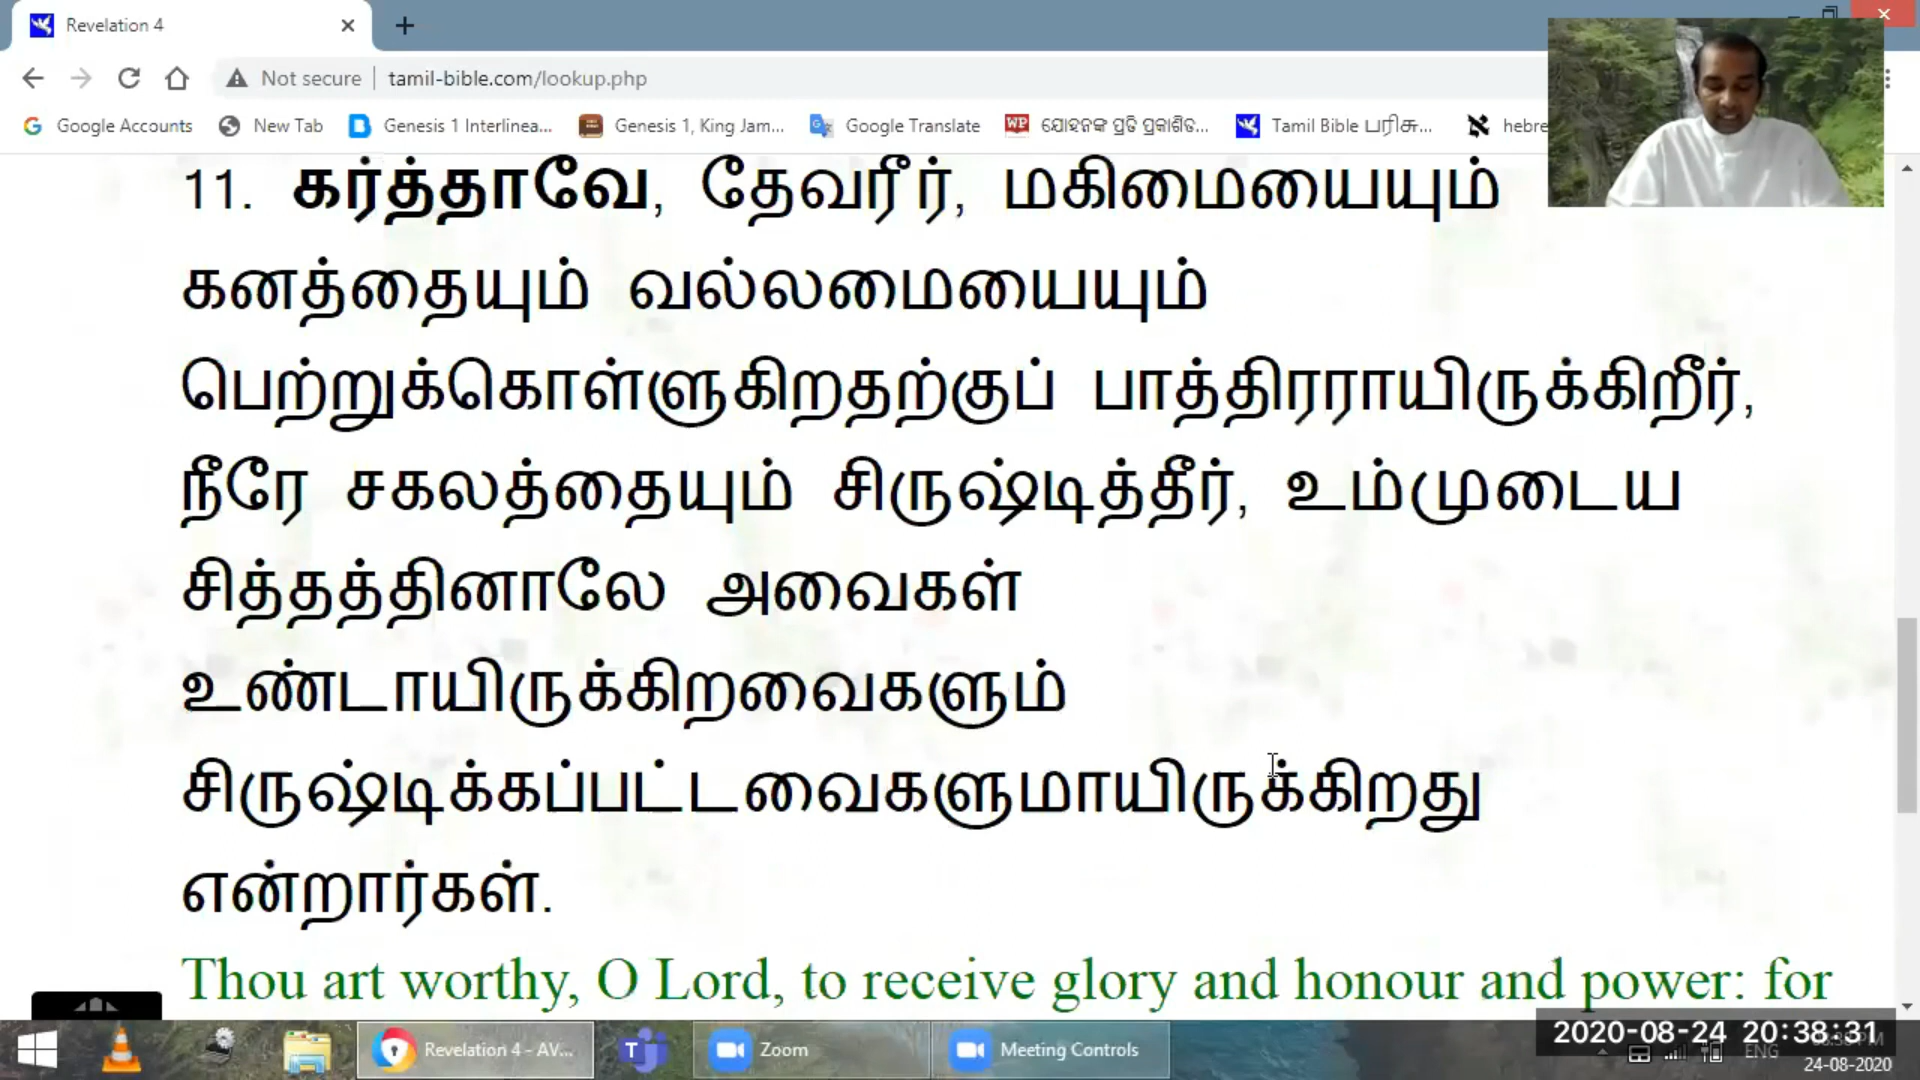 Revelation 4
Not secure tamil-bible.com/lookup.php
Google Accounts New Tab Genesis 1 Interlinea... Genesis 1, King Jam... Google Translate ଯୋହନଙ୍କ ପ୍ରତି ପ୍ରକାଶିତ... Tamil Bible பரிசு... hebre
11. கர்த்தாவே, தேவரீர், மகிமையையும்
கனத்தையும் வல்லமையையும்
பெற்றுக்கொள்ளுகிறதற்குப் பாத்திரராயிருக்கிறீர்,
நீரே சகலத்தையும் சிருஷ்டித்தீர், உம்முடைய
சித்தத்தினாலே அவைகள்
உண்டாயிருக்கிறவைகளும்
சிருஷ்டிக்கப்பட்டவைகளுமாயிருக்கிறது
என்றார்கள்.
Thou art worthy, O Lord, to receive glory and honour and power: for
Revelation 4 - AV... Zoom Meeting Controls
2020-08-24 20:38:31
ENG
24-08-2020